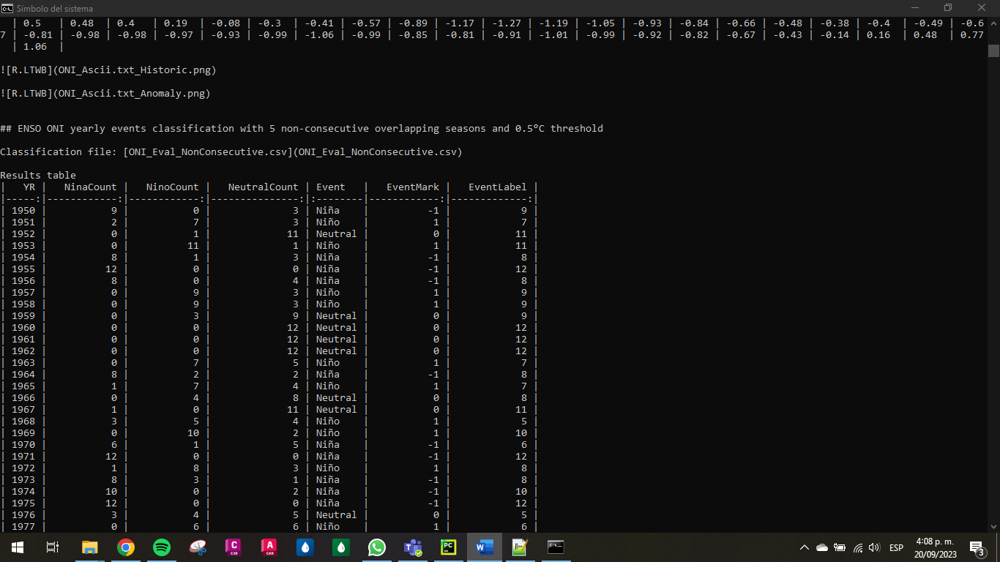 Símbolo del sistema
| 0.5 | 0.48 | 0.4 | 0.19 | -0.08 | -0.3 | -0.41 | -0.57 | -0.89 | -1.17 | -1.27 | -1.19 | -1.05 | -0.93 | -0.84 | -0.66 | -0.48 | -0.38 | -0.4 | -0.49 | -0.6
7 | -0.81 | -0.98 | -0.98 | -0.97 | -0.93 | -0.99 | -1.06 | -0.99 | -0.85 | -0.81 | -0.91 | -1.01 | -0.99 | -0.92 | -0.82 | -0.67 | -0.43 | -0.14 | 0.16 | 0.48 | 0.77
| 1.06 |
![R.LTWB](ONI_Ascii.txt_Historic.png)
![R.LTWB](ONI_Ascii.txt_Anomaly.png)
## ENSO ONI yearly events classification with 5 non-consecutive overlapping seasons and 0.5°C threshold
Classification file: [ONI_Eval_NonConsecutive.csv](ONI_Eval_NonConsecutive.csv)
Results table
| YR | NinaCount | NinoCount | NeutralCount | Event | EventMark | EventLabel |
|-----:|------------:|------------:|---------------:|:--------|------------:|-------------:|
| 1950 | 9 | 0 | 3 | Niña | -1 | 9 |
| 1951 | 2 | 7 | 3 | Niño | 1 | 7 |
| 1952 | 0 | 1 | 11 | Neutral | 0 | 11 |
| 1953 | 0 | 11 | 1 | Niño | 1 | 11 |
| 1954 | 8 | 1 | 3 | Niña | -1 | 8 |
| 1955 | 12 | 0 | 0 | Niña | -1 | 12 |
| 1956 | 8 | 0 | 4 | Niña | -1 | 8 |
| 1957 | 0 | 9 | 3 | Niño | 1 | 9 |
| 1958 | 0 | 9 | 3 | Niño | 1 | 9 |
| 1959 | 0 | 3 | 9 | Neutral | 0 | 9 |
| 1960 | 0 | 0 | 12 | Neutral | 0 | 12 |
| 1961 | 0 | 0 | 12 | Neutral | 0 | 12 |
| 1962 | 0 | 0 | 12 | Neutral | 0 | 12 |
| 1963 | 0 | 7 | 5 | Niño | 1 | 7 |
| 1964 | 8 | 2 | 2 | Niña | -1 | 8 |
| 1965 | 1 | 7 | 4 | Niño | 1 | 7 |
| 1966 | 0 | 4 | 8 | Neutral | 0 | 8 |
| 1967 | 1 | 0 | 11 | Neutral | 0 | 11 |
| 1968 | 3 | 5 | 4 | Niño | 1 | 5 |
| 1969 | 0 | 10 | 2 | Niño | 1 | 10 |
| 1970 | 6 | 1 | 5 | Niña | -1 | 6 |
| 1971 | 12 | 0 | 0 | Niña | -1 | 12 |
| 1972 | 1 | 8 | 3 | Niño | 1 | 8 |
| 1973 | 8 | 3 | 1 | Niña | -1 | 8 |
| 1974 | 10 | 0 | 2 | Niña | -1 | 10 |
| 1975 | 12 | 0 | 0 | Niña | -1 | 12 |
| 1976 | 3 | 4 | 5 | Neutral | 0 | 5 |
| 1977 | 0 | 6 | 6 | Niño | 1 | 6 |
ESP
4:08 p. m.
20/09/2023
3